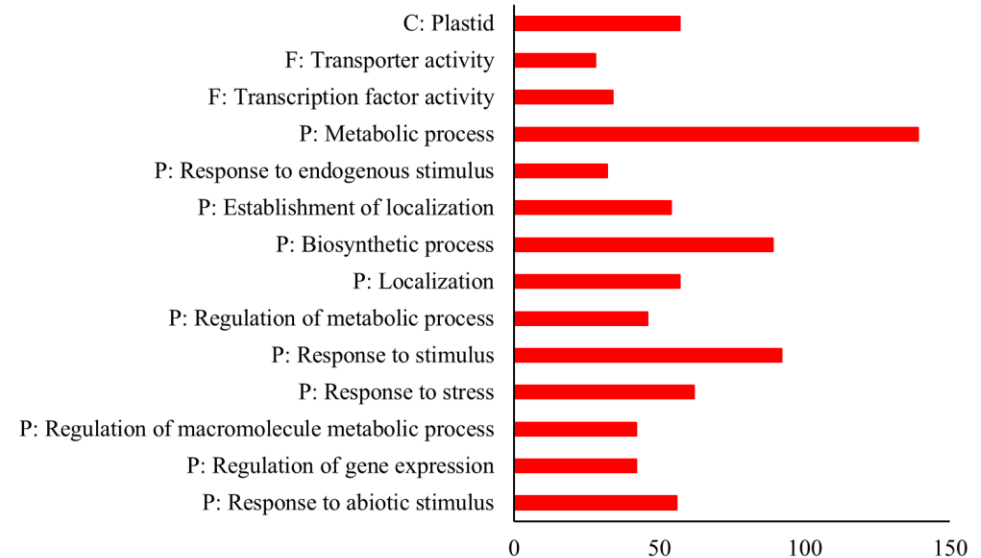 C: Plastid
F: Transporter activity
F: Transcription factor activity
P: Metabolic process
P: Response to endogenous stimulus
P: Establishment of localization
P: Biosynthetic process
P: Localization
P: Regulation of metabolic process
P: Response to stimulus
P: Response to stress
P: Regulation of macromolecule metabolic process
P: Regulation of gene expression
P: Response to abiotic stimulus
0 50 100 150